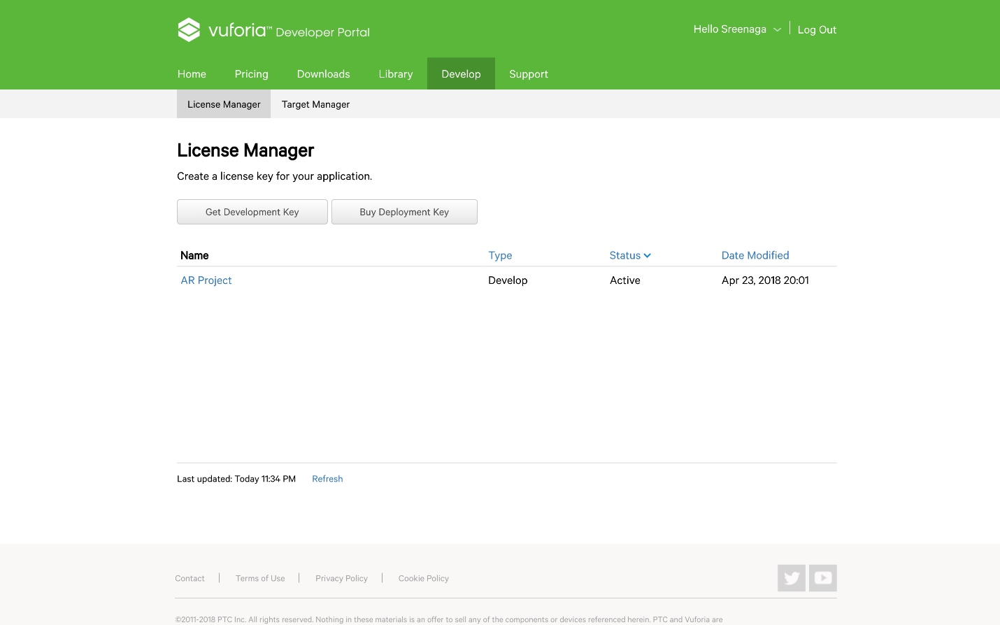 vuforia™ Developer Portal
Hello Sreenaga
Log Out
Home Pricing Downloads Library Develop Support
License Manager Target Manager
License Manager
Create a license key for your application.
Get Development Key Buy Deployment Key
Name Type Status Date Modified
AR Project Develop Active Apr 23, 2018 20:01
Last updated: Today 11:34 PM Refresh
Contact Terms of Use Privacy Policy Cookie Policy
©2011-2018 PTC Inc. All rights reserved. Nothing in these materials is an offer to sell any of the components or devices referenced herein. PTC and Vuforia are